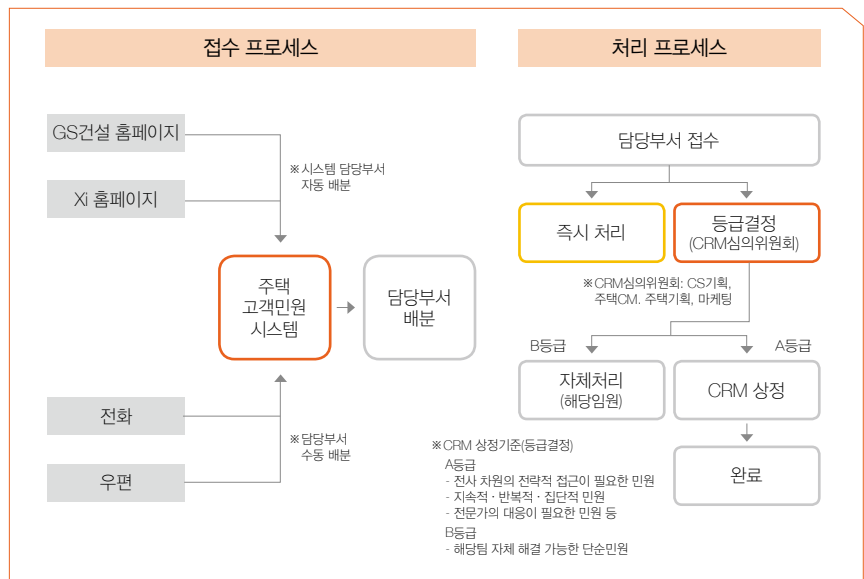 접수 프로세스
GS건설 홈페이지
Xi 홈페이지
※시스템 담당부서
자동 배분
주택
고객민원
시스템
담당부서
배분
전화
우편
※담당부서
수동 배분
처리 프로세스
담당부서 접수
즉시 처리
등급결정
(CRM심의위원회)
※CRM심의위원회: CS기획,
주택CM. 주택기획, 마케팅
B등급
A등급
자체처리
(해당임원)
CRM 상정
완료
※CRM 상정기준(등급결정)
A등급
- 전사 차원의 전략적 접근이 필요한 민원
- 지속적·반복적·집단적 민원
- 전문가의 대응이 필요한 민원 등
B등급
- 해당팀 자체 해결 가능한 단순민원